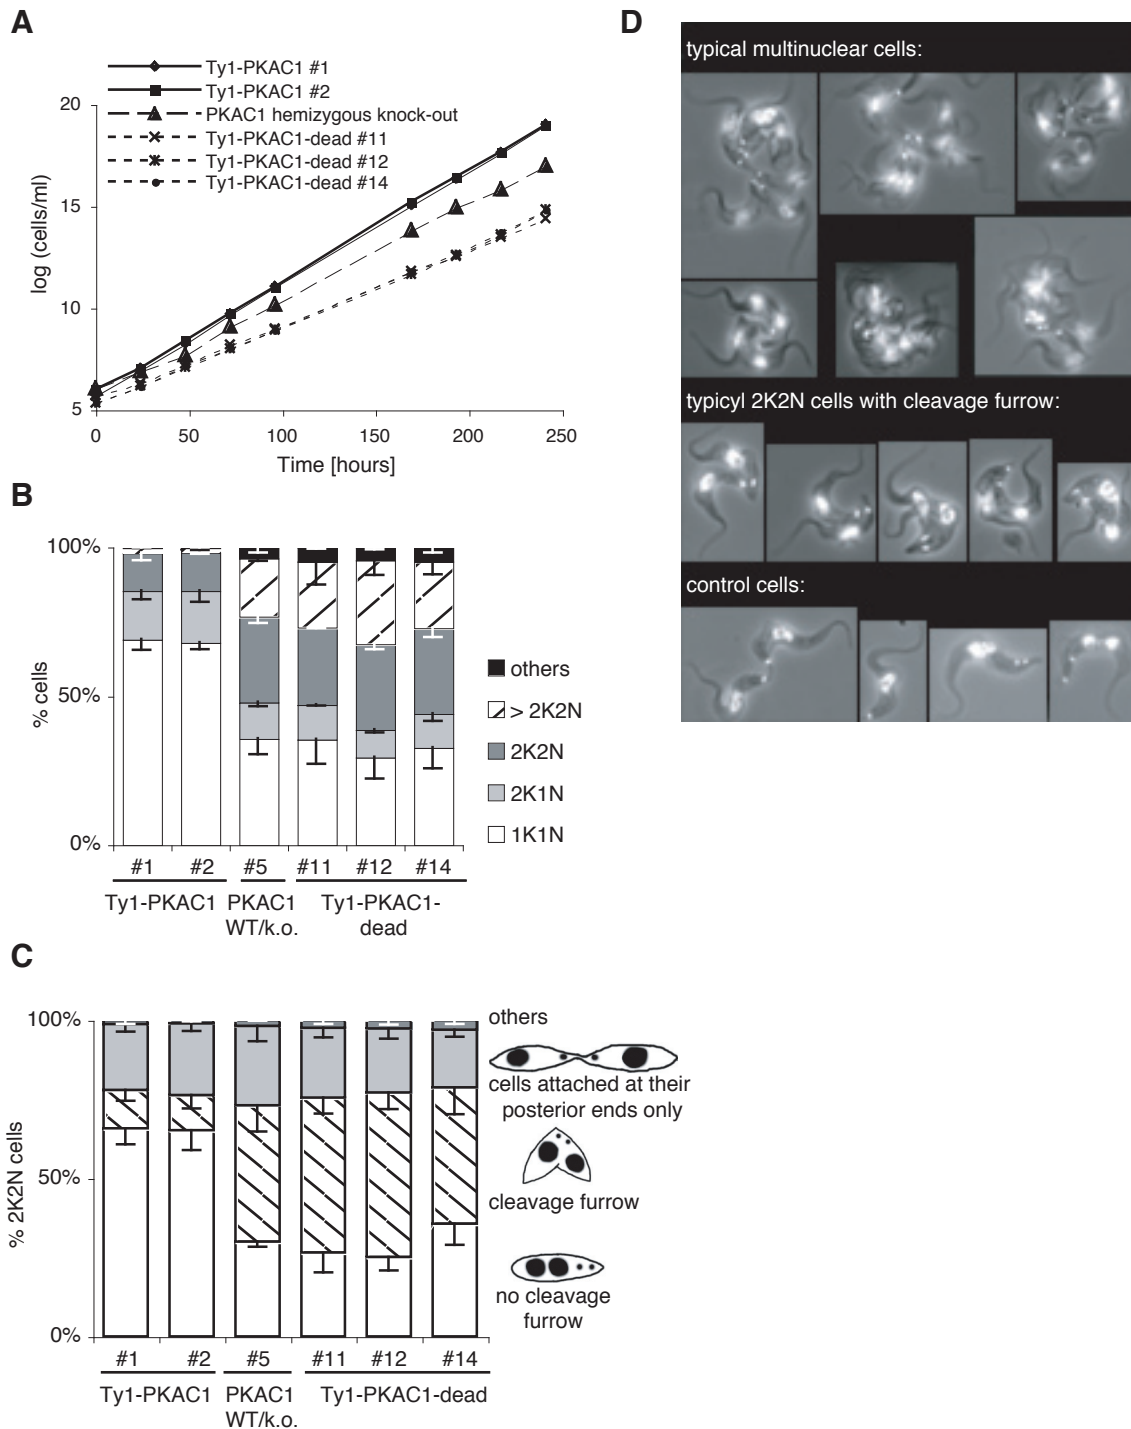 A
Ty1-PKAC1 #1
Ty1-PKAC1 #2
PKAC1 hemizygous knock-out
Ty1-PKAC1-dead #11
Ty1-PKAC1-dead #12
Ty1-PKAC1-dead #14
log (cells/ml)
20
15
10
5
0
50
100
150
200
250
Time [hours]
B
% cells
100%
50%
0%
others
> 2K2N
2K2N
2K1N
1K1N
#1
#2
#5
#11
#12
#14
Ty1-PKAC1
PKAC1
WT/k.o.
Ty1-PKAC1-
dead
C
% 2K2N cells
100%
50%
0%
others
cells attached at their
posterior ends only
cleavage furrow
no cleavage
furrow
#1
#2
#5
#11
#12
#14
Ty1-PKAC1
PKAC1
WT/k.o.
Ty1-PKAC1-dead
D
typical multinuclear cells:
typicyl 2K2N cells with cleavage furrow:
control cells: